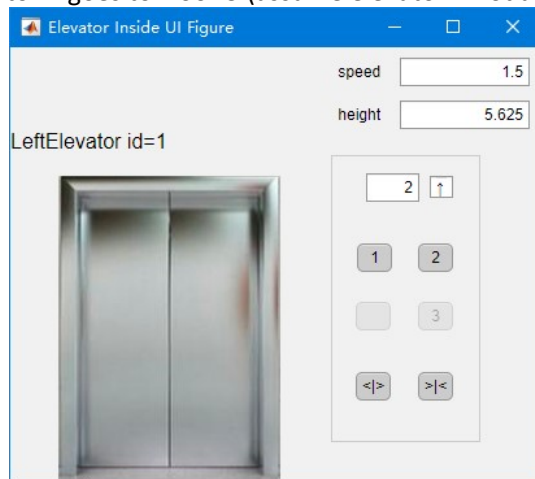 Elevator Inside UI Figure
speed 1.5
height 5.625
LeftElevator id=1
2 ↑
1 2
3
<|> >|<